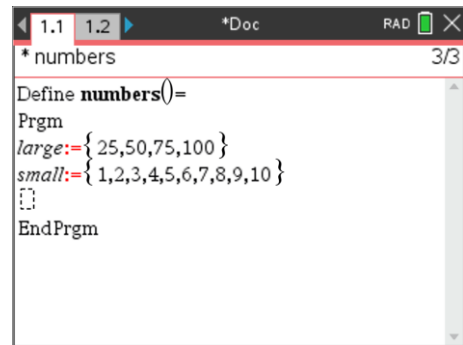 1.1 1.2 *Doc RAD
* numbers 3/3
Define numbers()=
Prgm
large:={25,50,75,100}
small:={1,2,3,4,5,6,7,8,9,10}
EndPrgm